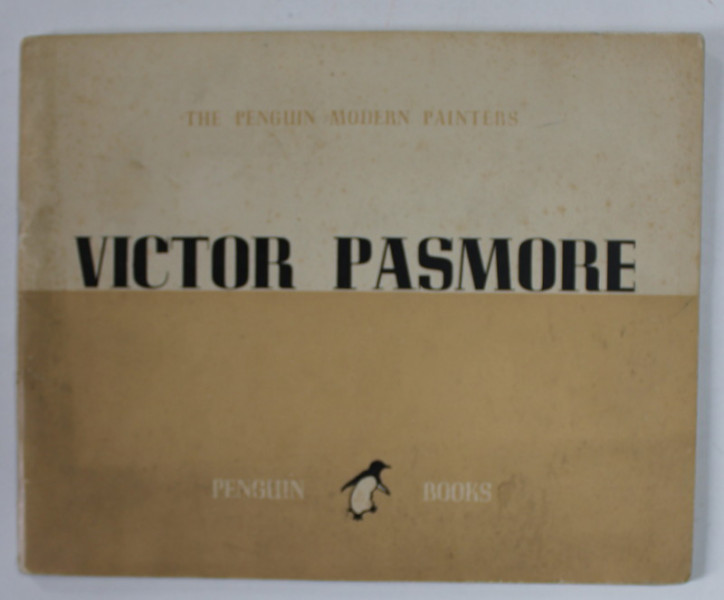 THE PENGUIN MODERN PAINTERS
VICTOR PASMORE
PENGUIN BOOKS